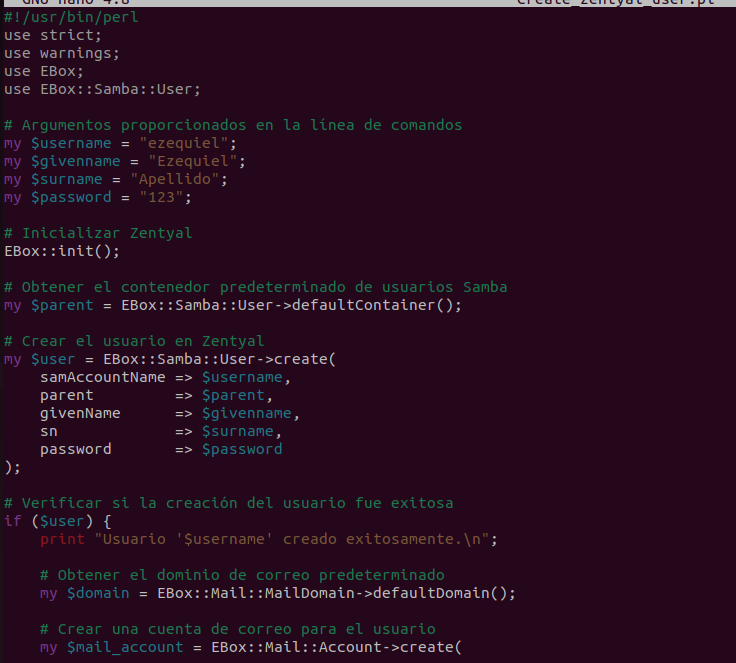 GNU nano 4.8 Create_zentyal_user.pl
#!/usr/bin/perl
use strict;
use warnings;
use EBox;
use EBox::Samba::User;
# Argumentos proporcionados en la línea de comandos
my $username = "ezequiel";
my $givenname = "Ezequiel";
my $surname = "Apellido";
my $password = "123";
# Inicializar Zentyal
EBox::init();
# Obtener el contenedor predeterminado de usuarios Samba
my $parent = EBox::Samba::User->defaultContainer();
# Crear el usuario en Zentyal
my $user = EBox::Samba::User->create(
    samAccountName => $username,
    parent         => $parent,
    givenName      => $givenname,
    sn             => $surname,
    password       => $password
);
# Verificar si la creación del usuario fue exitosa
if ($user) {
    print "Usuario '$username' creado exitosamente.\n";
    # Obtener el dominio de correo predeterminado
    my $domain = EBox::Mail::MailDomain->defaultDomain();
    # Crear una cuenta de correo para el usuario
    my $mail_account = EBox::Mail::Account->create(